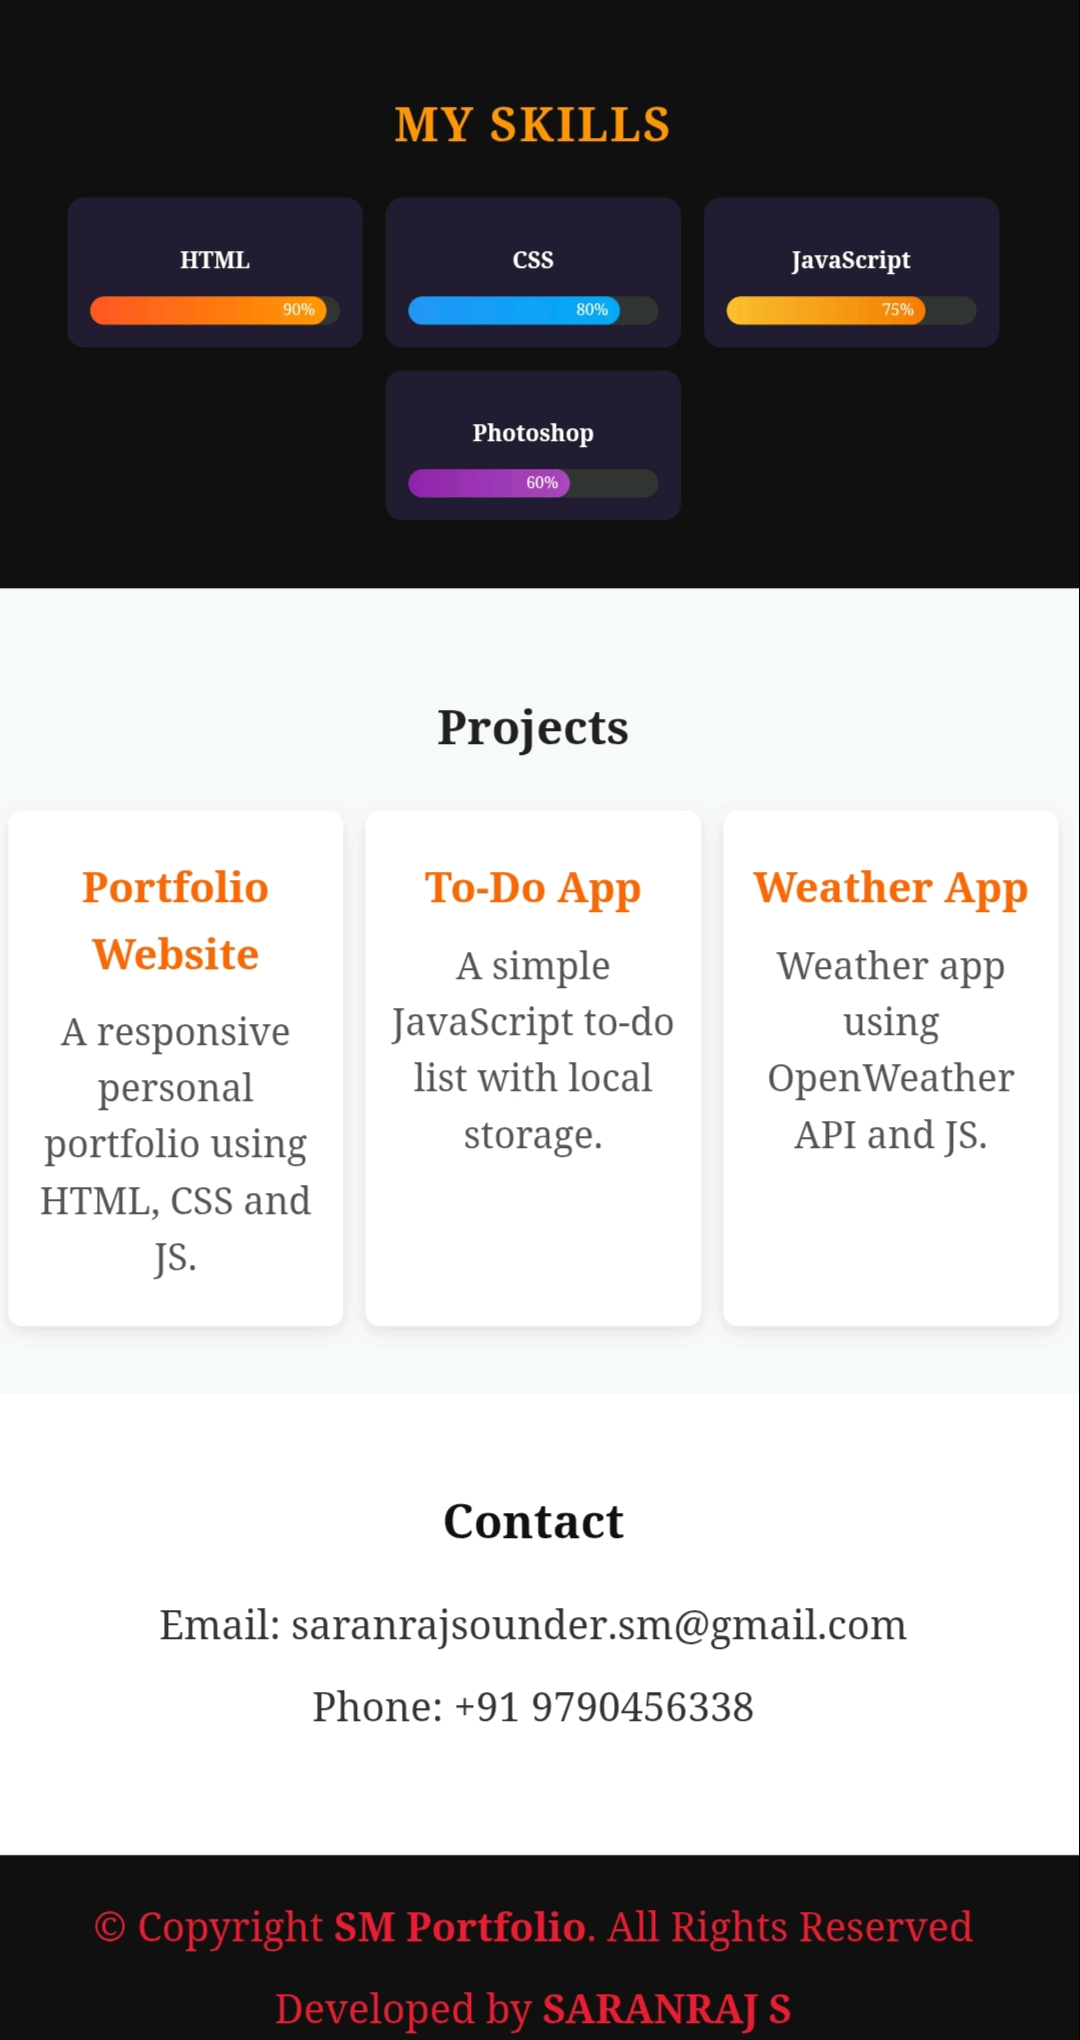 MY SKILLS
HTML
90%
CSS
80%
JavaScript
75%
Photoshop
60%
Projects
Portfolio
Website
A responsive
personal
portfolio using
HTML, CSS and
JS.
To-Do App
A simple
JavaScript to-do
list with local
storage.
Weather App
Weather app
using
OpenWeather
API and JS.
Contact
Email: saranrajsounder.sm@gmail.com
Phone: +91 9790456338
© Copyright SM Portfolio. All Rights Reserved
Developed by SARANRAJ S